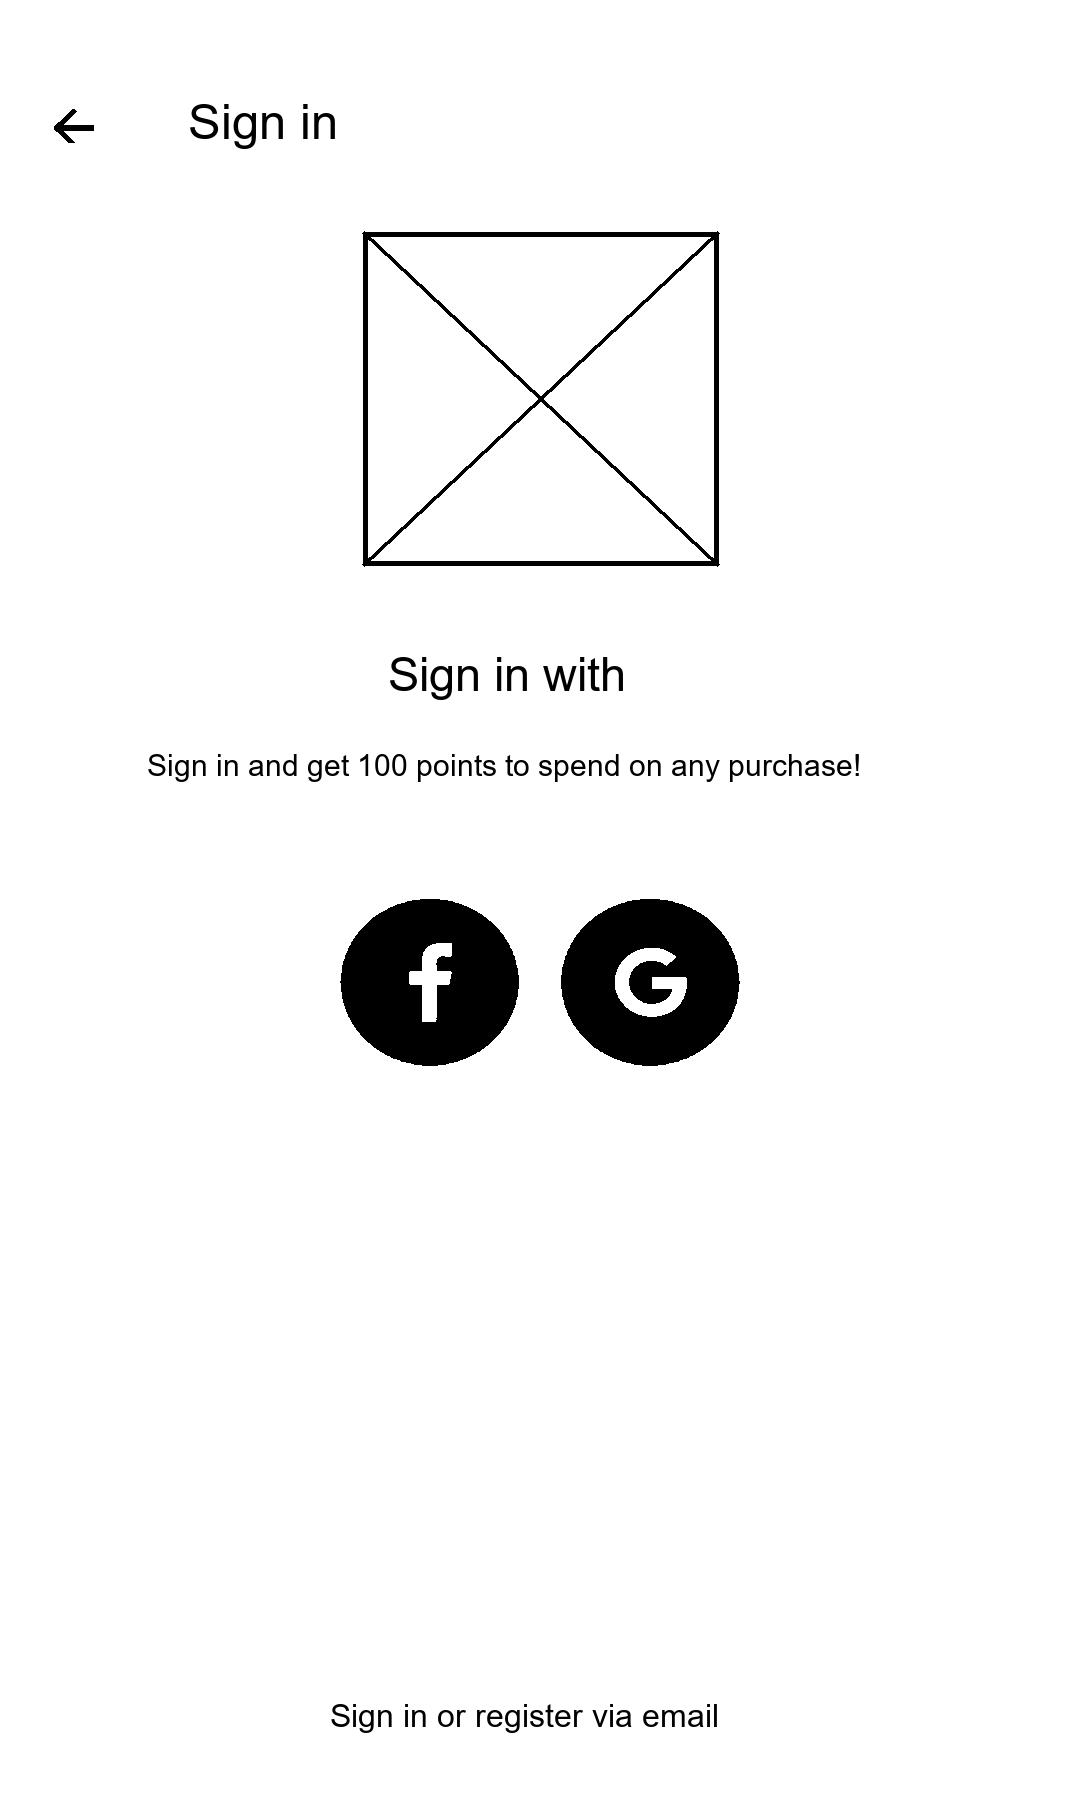 Sign in
Sign in with
Sign in and get 100 points to spend on any purchase!
f G
Sign in or register via email